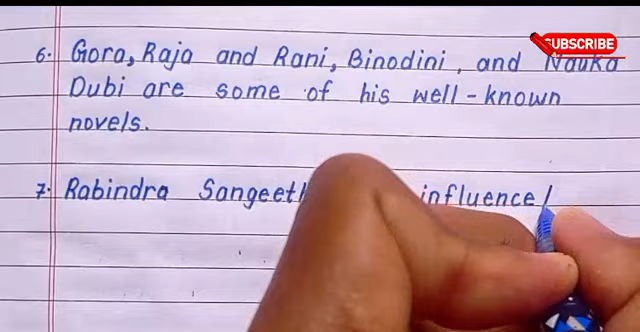 SUBSCRIBE
6. Gora, Raja and Rani, Binodini, and Nauka
Dubi are some of his well-known
novels.
7. Rabindra influence